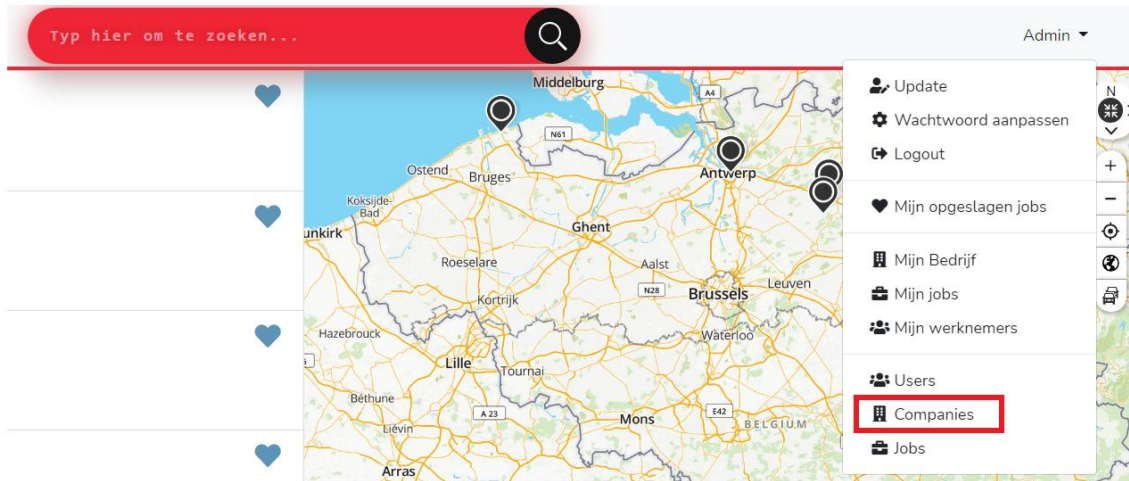 Typ hier om te zoeken...
Admin
Update
Wachtwoord aanpassen
Logout
Mijn opgeslagen jobs
Mijn Bedrijf
Mijn jobs
Mijn werknemers
Users
Companies
Jobs
Middelburg
A4
N61
Ostend
Bruges
Antwerp
Koksijde-
Bad
unkirk
Ghent
Roeselare
Aalst
N28
Brussels
Leuven
Kortrijk
Hazebrouck
Waterloo
Lille
Tournai
Béthune
A 23
Mons
E42
BELGIUM
Liévin
Arras
N